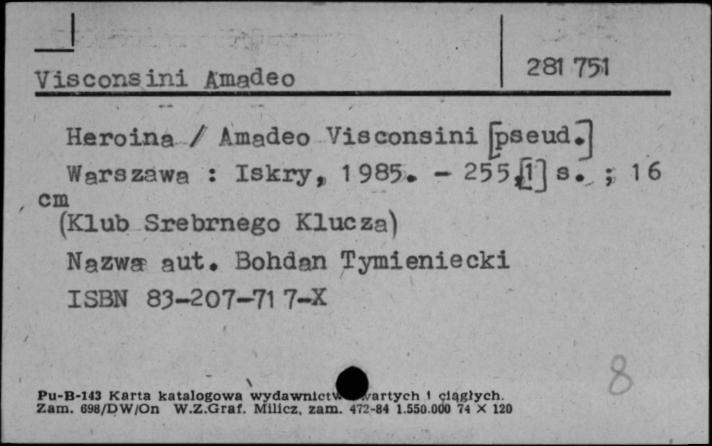 281 751
Visconsini Amadeo
Heroina / Amadeo Visconsini [pseud.]
Warszawa : Iskry, 1985. - 255,[1] s. ; 16
cm
(Klub Srebrnego Klucza)
Nazwa aut. Bohdan Tymieniecki
ISBN 83-207-717-X
8
Pu-B-143 Karta katalogowa wydawnictw wartych i ciągłych.
Zam. 698/DW/On W.Z.Graf. Milicz, zam. 472-84 1.550.000 74 × 120